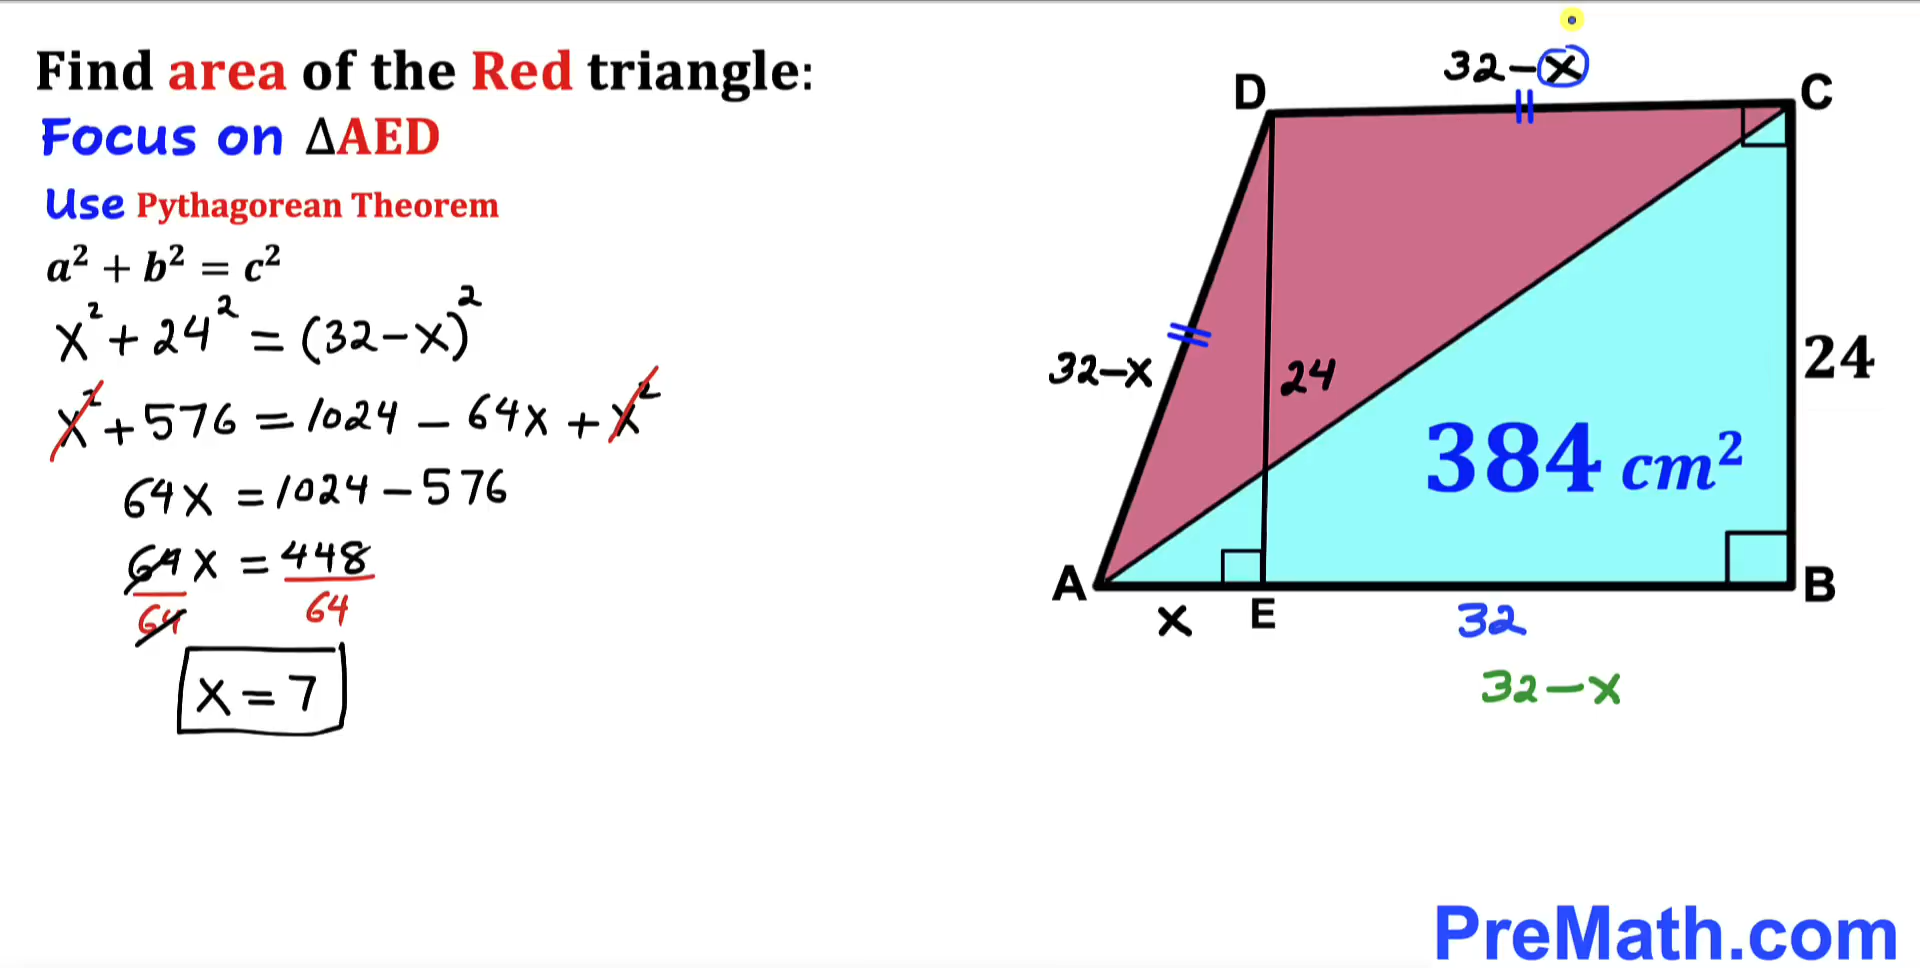 Find area of the Red triangle:
Focus on ΔAED
Use Pythagorean Theorem
a² + b² = c²
x² + 24² = (32-x)²
x² + 576 = 1024 - 64x + x²
64x = 1024 - 576
64x = 448
64 64
x = 7
32-x
D
C
32-x
24
24
384 cm²
A
E
B
x
32
32-x
PreMath.com